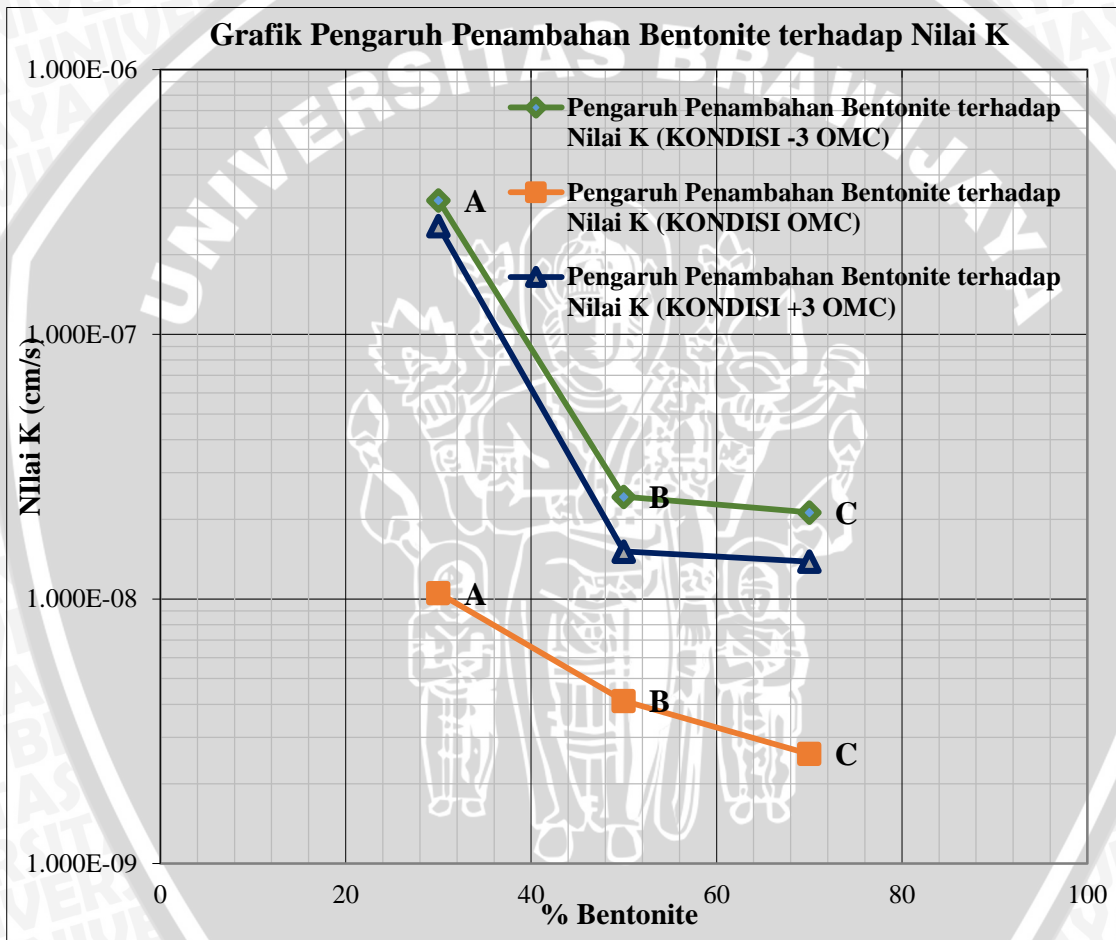 Grafik Pengaruh Penambahan Bentonite terhadap Nilai K
1.000E-06
UNIVERSITAS BRAWIJAYA
Pengaruh Penambahan Bentonite terhadap
Nilai K (KONDISI -3 OMC)
Pengaruh Penambahan Bentonite terhadap
Nilai K (KONDISI OMC)
Pengaruh Penambahan Bentonite terhadap
Nilai K (KONDISI +3 OMC)
A
1.000E-07
NIlai K (cm/s)
B
C
1.000E-08
A
B
C
1.000E-09
0 20 40 60 80 100
% Bentonite